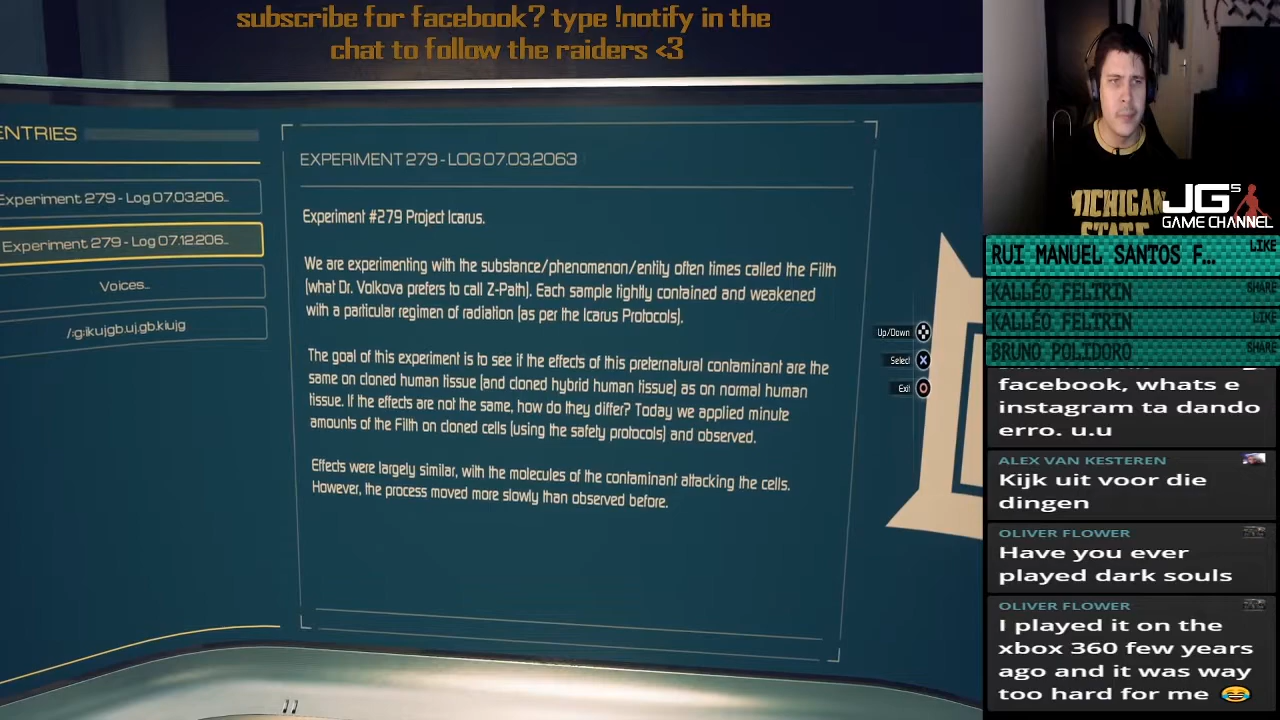 subscribe for facebook? type !notify in the
chat to follow the raiders <3
ENTRIES
Experiment 279 - Log 07.03.206...
Experiment 279 - Log 07.12.206...
Voices...
/:g:ikujgb.uj.gb.kiujg
EXPERIMENT 279 - LOG 07.03.2063
Experiment #279 Project Icarus.
We are experimenting with the substance/phenomenon/entity often times called the Filth
(what Dr. Volkova prefers to call Z-Path). Each sample tightly contained and weakened
with a particular regimen of radiation (as per the Icarus Protocols).
The goal of this experiment is to see if the effects of this preternatural contaminant are the
same on cloned human tissue (and cloned hybrid human tissue) as on normal human
tissue. If the effects are not the same, how do they differ? Today we applied minute
amounts of the Filth on cloned cells (using the safety protocols) and observed.
Effects were largely similar, with the molecules of the contaminant attacking the cells.
However, the process moved more slowly than observed before.
Up/Down
Select
Exit
MICHIGAN
STATE
JG5
GAME CHANNEL
RUI MANUEL SANTOS F... LIKE
KALLÉO FELTRIN SHARE
KALLÉO FELTRIN LIKE
BRUNO POLIDORO SHARE
facebook, whats e
instagram ta dando
erro. u.u
ALEX VAN KESTEREN
Kijk uit voor die
dingen
OLIVER FLOWER
Have you ever
played dark souls
OLIVER FLOWER
I played it on the
xbox 360 few years
ago and it was way
too hard for me 😂